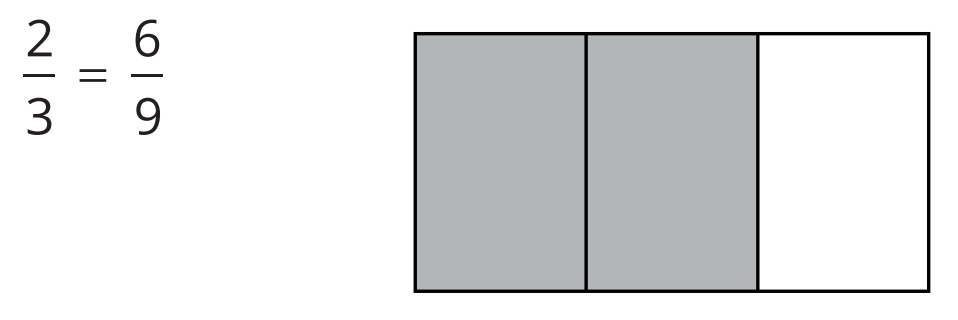 2/3 = 6/9